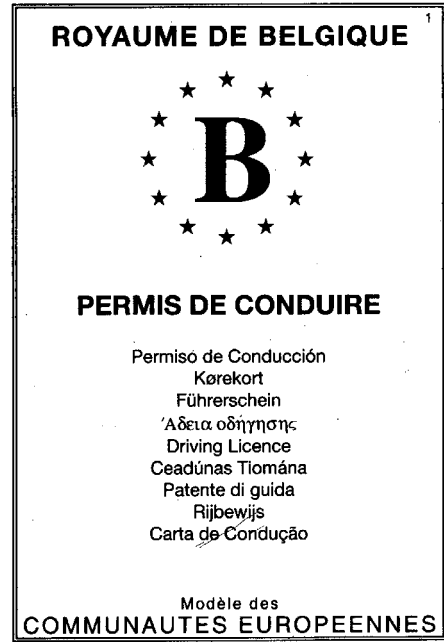 1
ROYAUME DE BELGIQUE
B
PERMIS DE CONDUIRE
Permiso de Conducción
Kørekort
Führerschein
Άδεια οδήγησης
Driving Licence
Ceadúnas Tiomána
Patente di guida
Rijbewijs
Carta de Condução
Modèle des
COMMUNAUTES EUROPEENNES